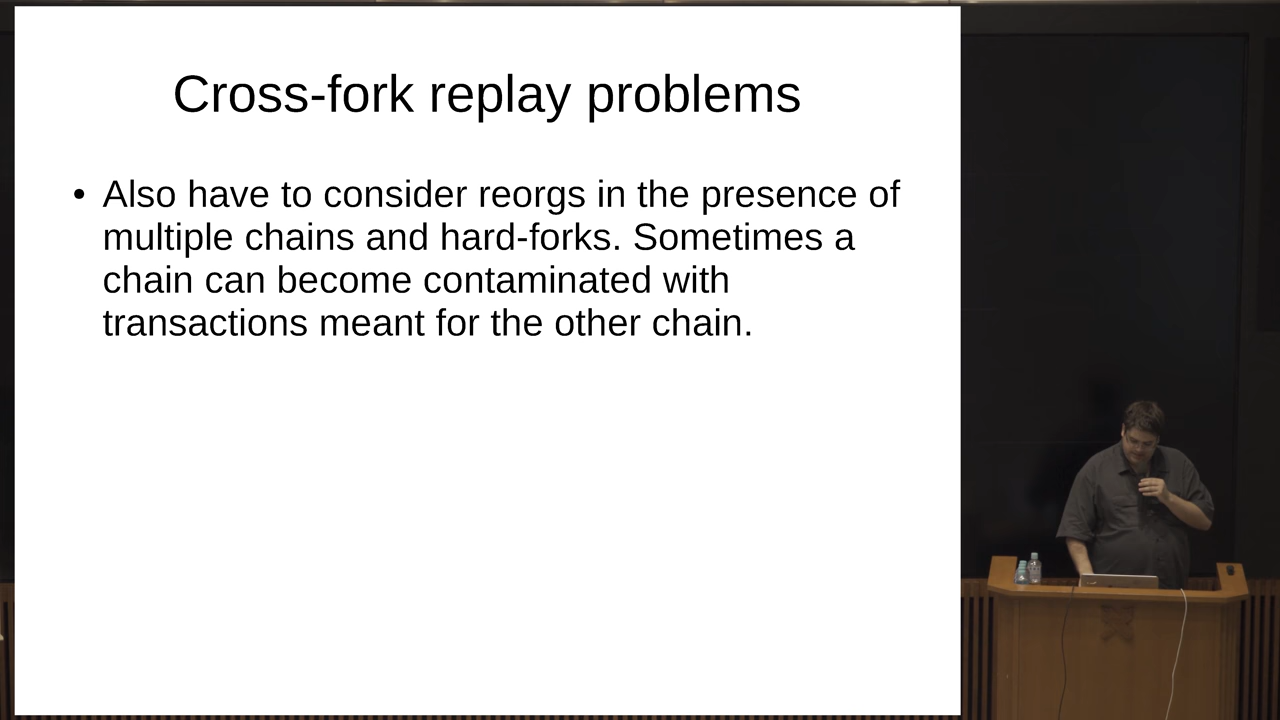 Cross-fork replay problems
• Also have to consider reorgs in the presence of
multiple chains and hard-forks. Sometimes a
chain can become contaminated with
transactions meant for the other chain.